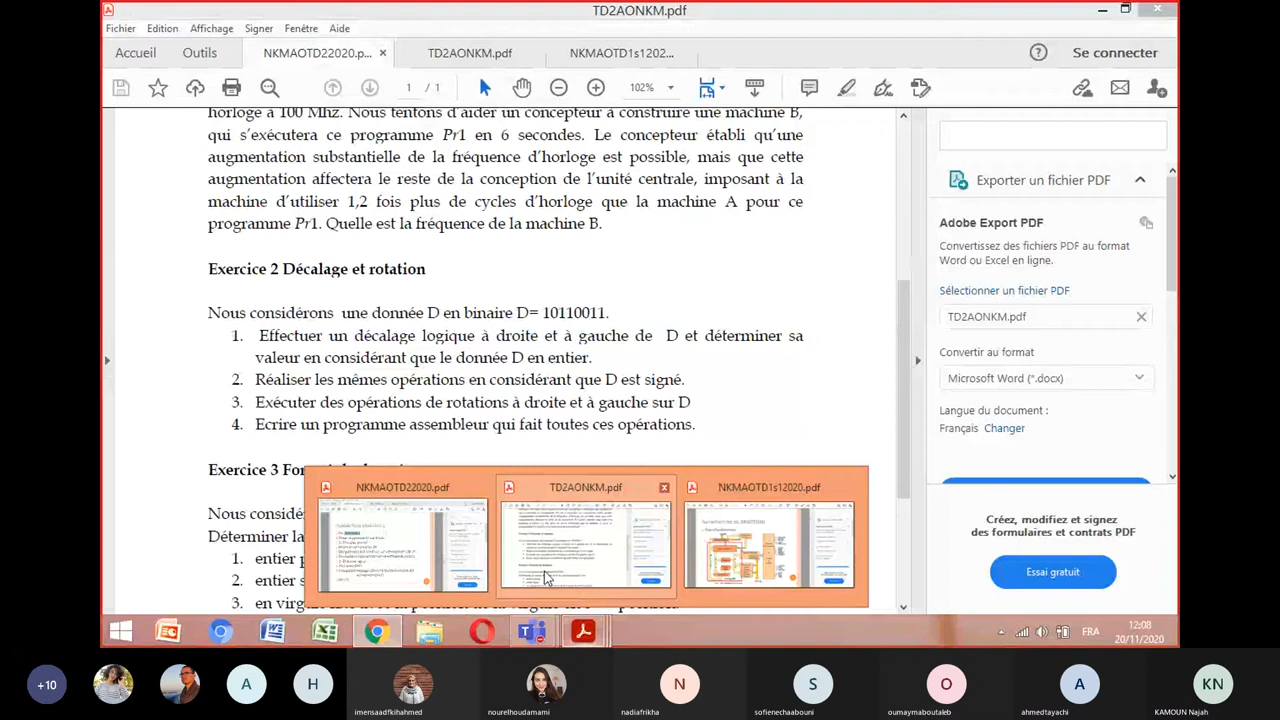 TD2AONKM.pdf
Fichier Edition Affichage Signer Fenêtre Aide
Accueil Outils NKMAOTD22020.p... × TD2AONKM.pdf NKMAOTD1s1202... Se connecter
1 / 1 102%
horloge à 100 Mhz. Nous tentons d'aider un concepteur à construire une machine B,
qui s'exécutera ce programme Pr1 en 6 secondes. Le concepteur établi qu'une
augmentation substantielle de la fréquence d'horloge est possible, mais que cette
augmentation affectera le reste de la conception de l'unité centrale, imposant à la
machine d'utiliser 1,2 fois plus de cycles d'horloge que la machine A pour ce
programme Pr1. Quelle est la fréquence de la machine B.
Exercice 2 Décalage et rotation
Nous considérons une donnée D en binaire D= 10110011.
1. Effectuer un décalage logique à droite et à gauche de D et déterminer sa
valeur en considérant que le donnée D en entier.
2. Réaliser les mêmes opérations en considérant que D est signé.
3. Exécuter des opérations de rotations à droite et à gauche sur D
4. Ecrire un programme assembleur qui fait toutes ces opérations.
Exercice 3
Nous considé
Déterminer la
1. entier
2. entier
3. en
Exporter un fichier PDF
Adobe Export PDF
Convertissez des fichiers PDF au format
Word ou Excel en ligne.
Sélectionner un fichier PDF
TD2AONKM.pdf
Convertir au format
Microsoft Word (*.docx)
Langue du document :
Français Changer
Créez, modifiez et signez
des formulaires et contrats PDF
Essai gratuit
NKMAOTD22020.pdf TD2AONKM.pdf NKMAOTD1s12020.pdf
FRA
12:08
20/11/2020
+10 A H N S O A KN
imensaadfkihahmed nourelhoudamami nadiafrikha sofienechaabouni oumaymaboutaleb ahmedtayachi KAMOUN Najah